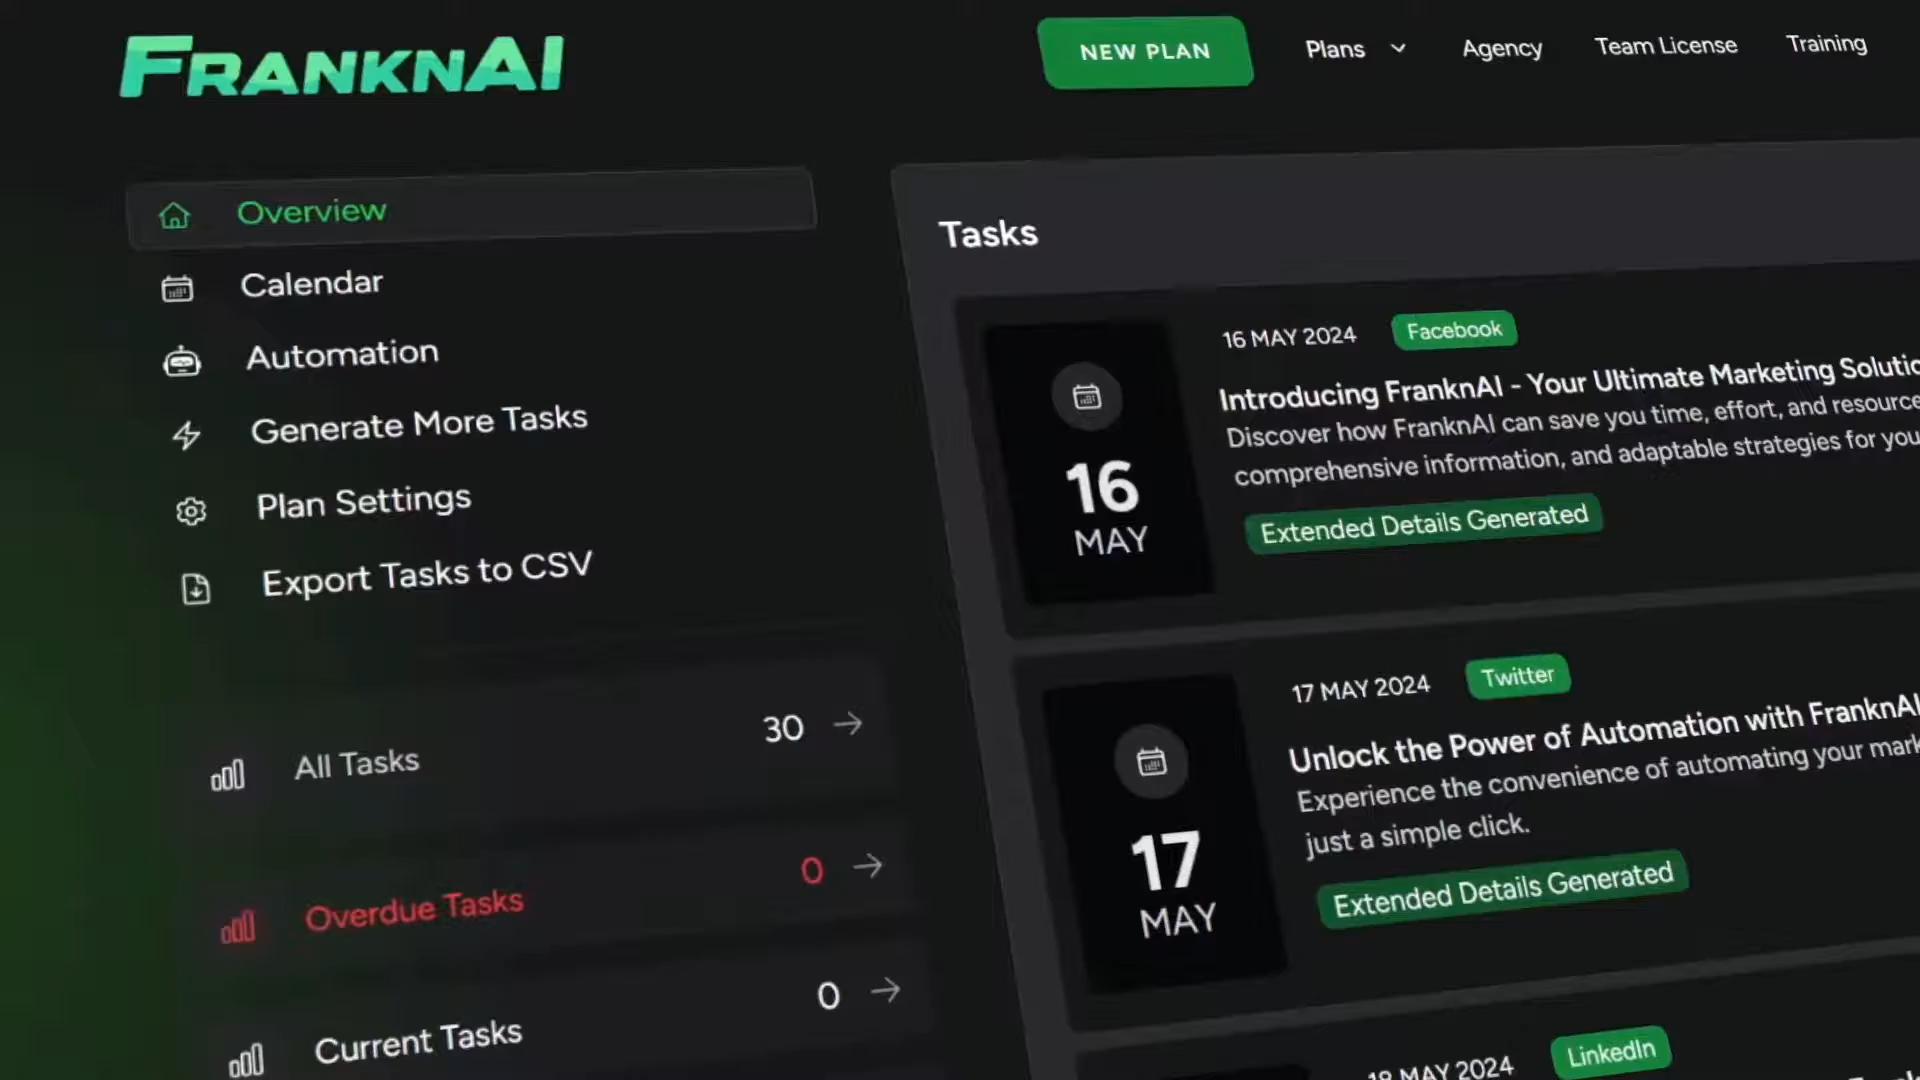 FRANKNAI
NEW PLAN
Plans
Agency
Team License
Training
Overview
Calendar
Automation
Generate More Tasks
Plan Settings
Export Tasks to CSV
All Tasks 30
Overdue Tasks 0
Current Tasks 0
Tasks
16 MAY
16 MAY 2024 Facebook
Introducing FranknAI - Your Ultimate Marketing
Discover how FranknAI can save you time, effort, and
comprehensive information, and adaptable strategies for
Extended Details Generated
17 MAY
17 MAY 2024 Twitter
Unlock the Power of Automation with FranknAI
Experience the convenience of automating your
just a simple click.
Extended Details Generated
18 MAY 2024 LinkedIn